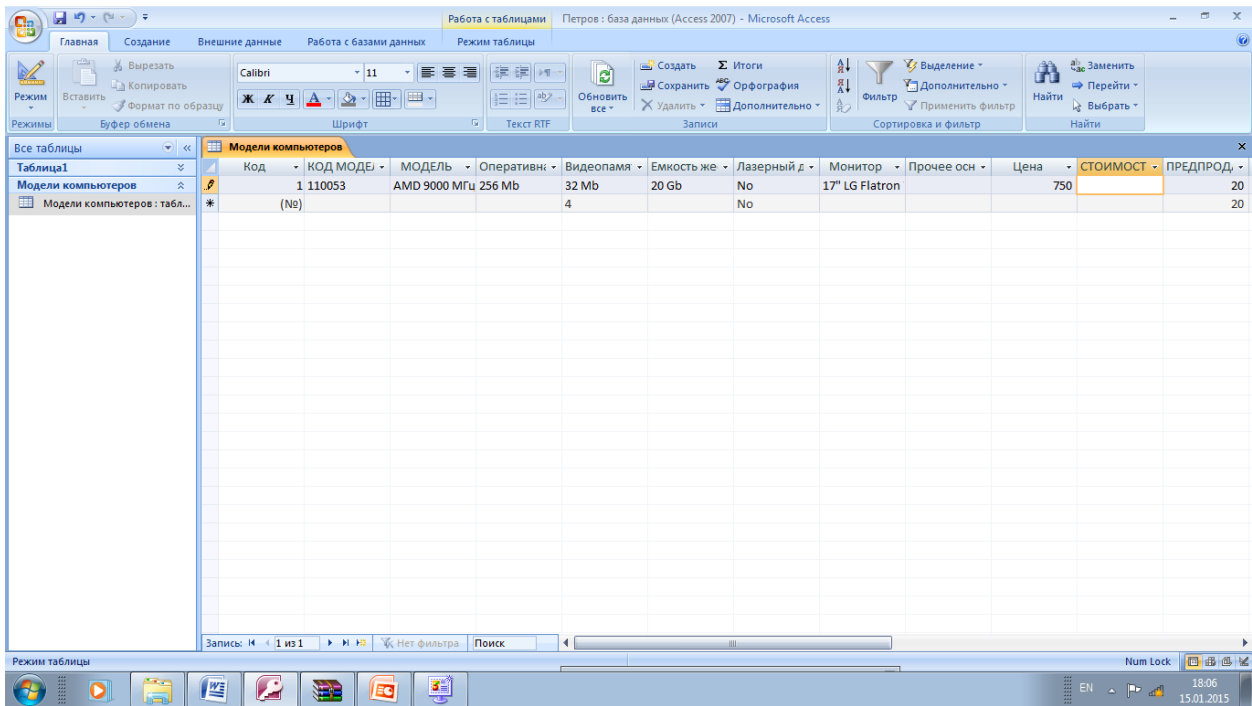 Работа с таблицами Петров : база данных (Access 2007) - Microsoft Access
Главная Создание Внешние данные Работа с базами данных Режим таблицы
Режим
Режимы
Вставить
Вырезать
Копировать
Формат по образцу
Буфер обмена
Calibri 11
Ж К Ч
Шрифт
Текст RTF
Обновить все
Создать Σ Итоги
Сохранить Орфография
Удалить Дополнительно
Записи
Фильтр
Выделение
Дополнительно
Применить фильтр
Сортировка и фильтр
Найти
Заменить
Перейти
Выбрать
Найти
Все таблицы
Таблица1
Модели компьютеров
Модели компьютеров : табл...
Модели компьютеров
Код КОД МОДЕЛ МОДЕЛЬ Оперативна Видеопамят Емкость же Лазерный д Монитор Прочее осн Цена СТОИМОСТ ПРЕДПРОД
1 110053 AMD 9000 МГц 256 Mb 32 Mb 20 Gb No 17" LG Flatron 750 20
(№) 4 No 20
Запись: 1 из 1 Нет фильтра Поиск
Режим таблицы Num Lock
EN 18:06
15.01.2015